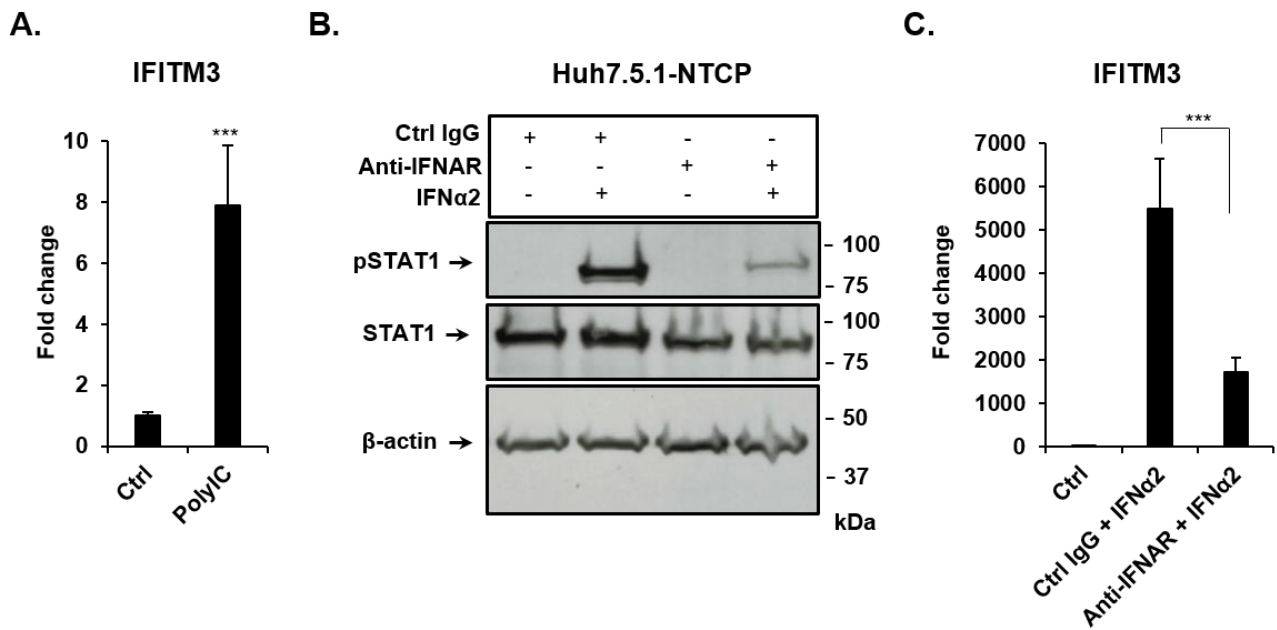 A.
IFITM3
***
Fold change
10
8
6
4
2
0
Ctrl
PolyIC
B.
Huh7.5.1-NTCP
Ctrl IgG + + - -
Anti-IFNAR - - + +
IFNα2 - + - +
pSTAT1 →
- 100
- 75
STAT1 →
- 100
- 75
β-actin →
- 50
- 37
kDa
C.
IFITM3
***
Fold change
7000
6000
5000
4000
3000
2000
1000
0
Ctrl
Ctrl IgG + IFNα2
Anti-IFNAR + IFNα2